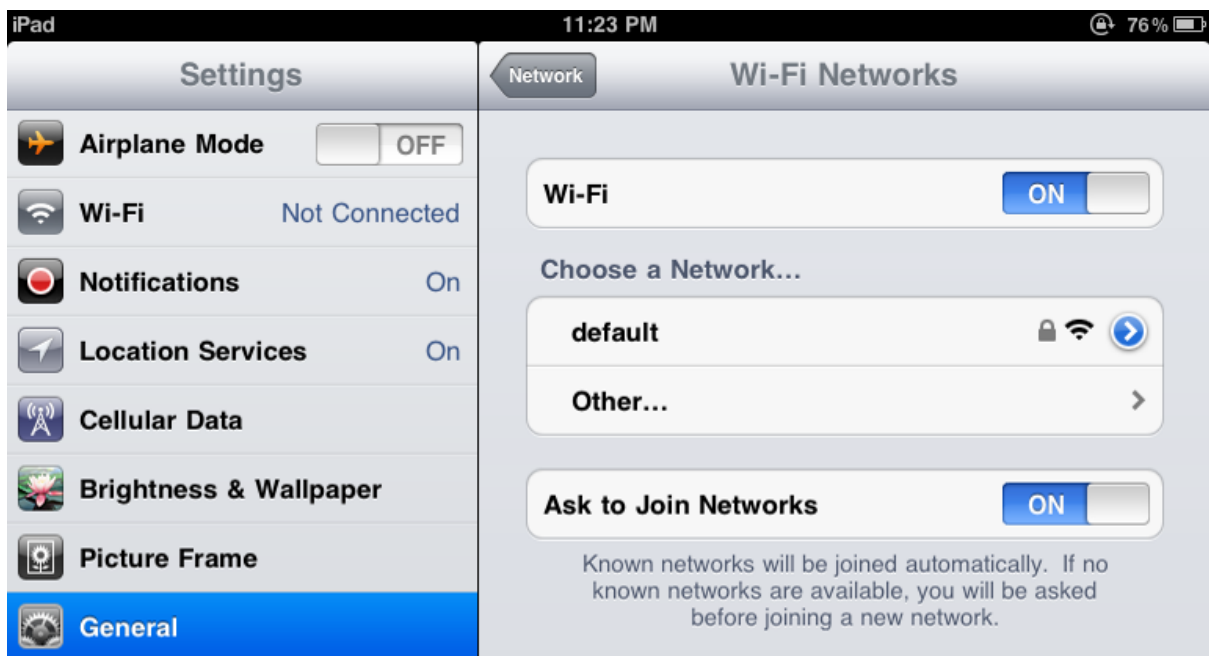 iPad 11:23 PM 76%
Settings
Airplane Mode OFF
Wi-Fi Not Connected
Notifications On
Location Services On
Cellular Data
Brightness & Wallpaper
Picture Frame
General
Network Wi-Fi Networks
Wi-Fi ON
Choose a Network...
default
Other...
Ask to Join Networks ON
Known networks will be joined automatically. If no
known networks are available, you will be asked
before joining a new network.